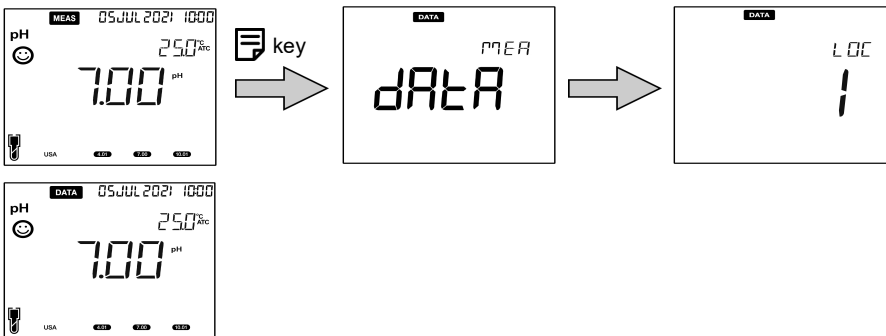 MEAS 05JUL2021 10:00
pH
25.0 °C ATC
7.00 pH
USA 4.01 7.00 10.01
key
DATA
MEA
dAtA
DATA
LOC
1
DATA 05JUL2021 10:00
pH
25.0 °C ATC
7.00 pH
USA 4.01 7.00 10.01